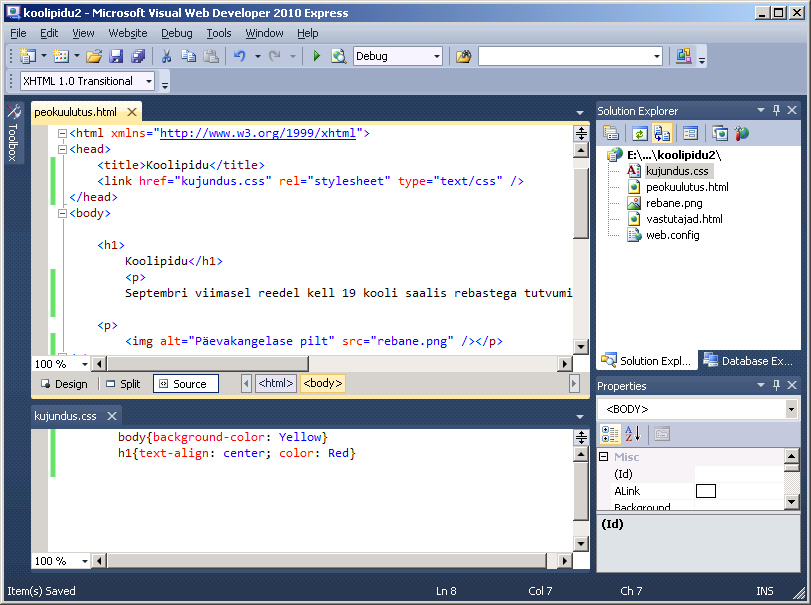 koolipidu2 - Microsoft Visual Web Developer 2010 Express
File Edit View Website Debug Tools Window Help
Debug
XHTML 1.0 Transitional
Toolbox
peokuulutus.html
<html xmlns="http://www.w3.org/1999/xhtml">
<head>
<title>Koolipidu</title>
<link href="kujundus.css" rel="stylesheet" type="text/css" />
</head>
<body>
<h1>
Koolipidu</h1>
<p>
Septembri viimasel reedel kell 19 kooli saalis rebastega tutvumi
<p>
<img alt="Päevakangelase pilt" src="rebane.png" /></p>
100 %
Design Split Source <html> <body>
kujundus.css
body{background-color: Yellow}
h1{text-align: center; color: Red}
100 %
Solution Explorer
E:\...\koolipidu2\
kujundus.css
peokuulutus.html
rebane.png
vastutajad.html
web.config
Solution Expl... Database Ex...
Properties
<BODY>
Misc
(Id)
ALink
Background
(Id)
Item(s) Saved Ln 8 Col 7 Ch 7 INS